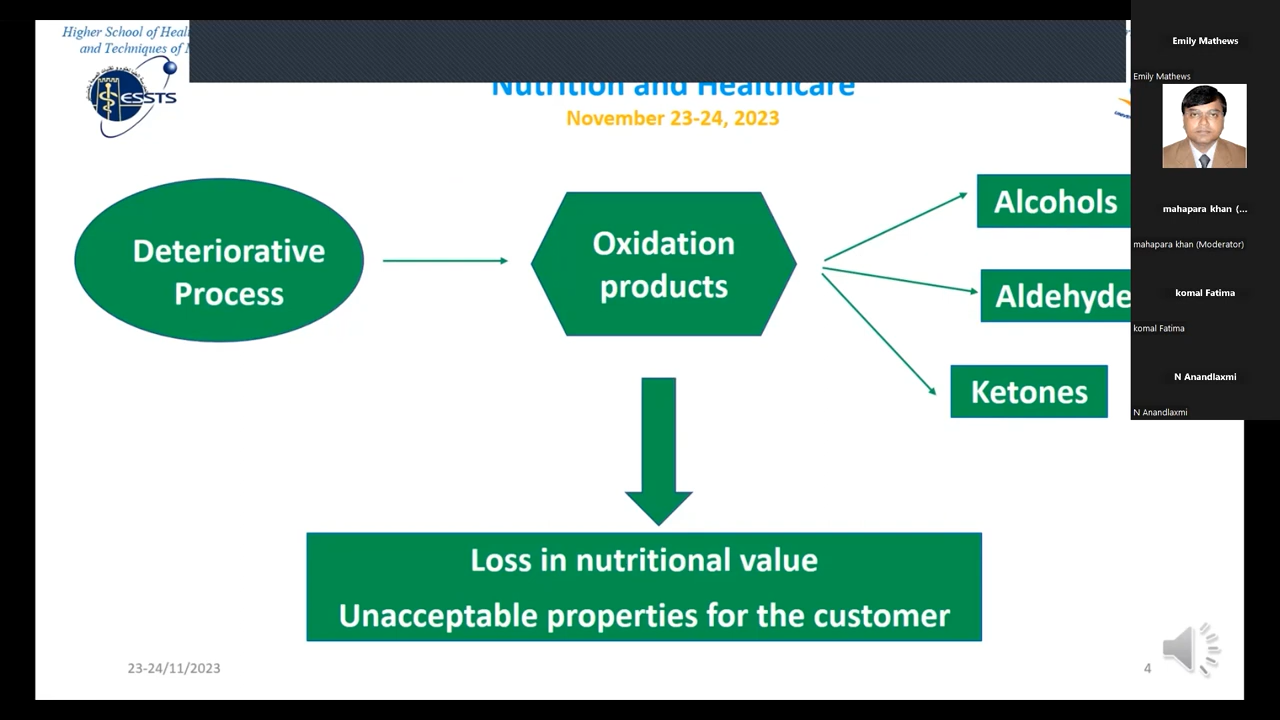 Higher School of Heal
and Techniques of
ESSTS
Nutrition and Healthcare
November 23-24, 2023
Deteriorative
Process
Oxidation
products
Alcohols
Aldehyde
Ketones
Loss in nutritional value
Unacceptable properties for the customer
23-24/11/2023
4
Emily Mathews
Emily Mathews
mahapara khan (...
mahapara khan (Moderator)
komal Fatima
komal Fatima
N Anandlaxmi
N Anandlaxmi